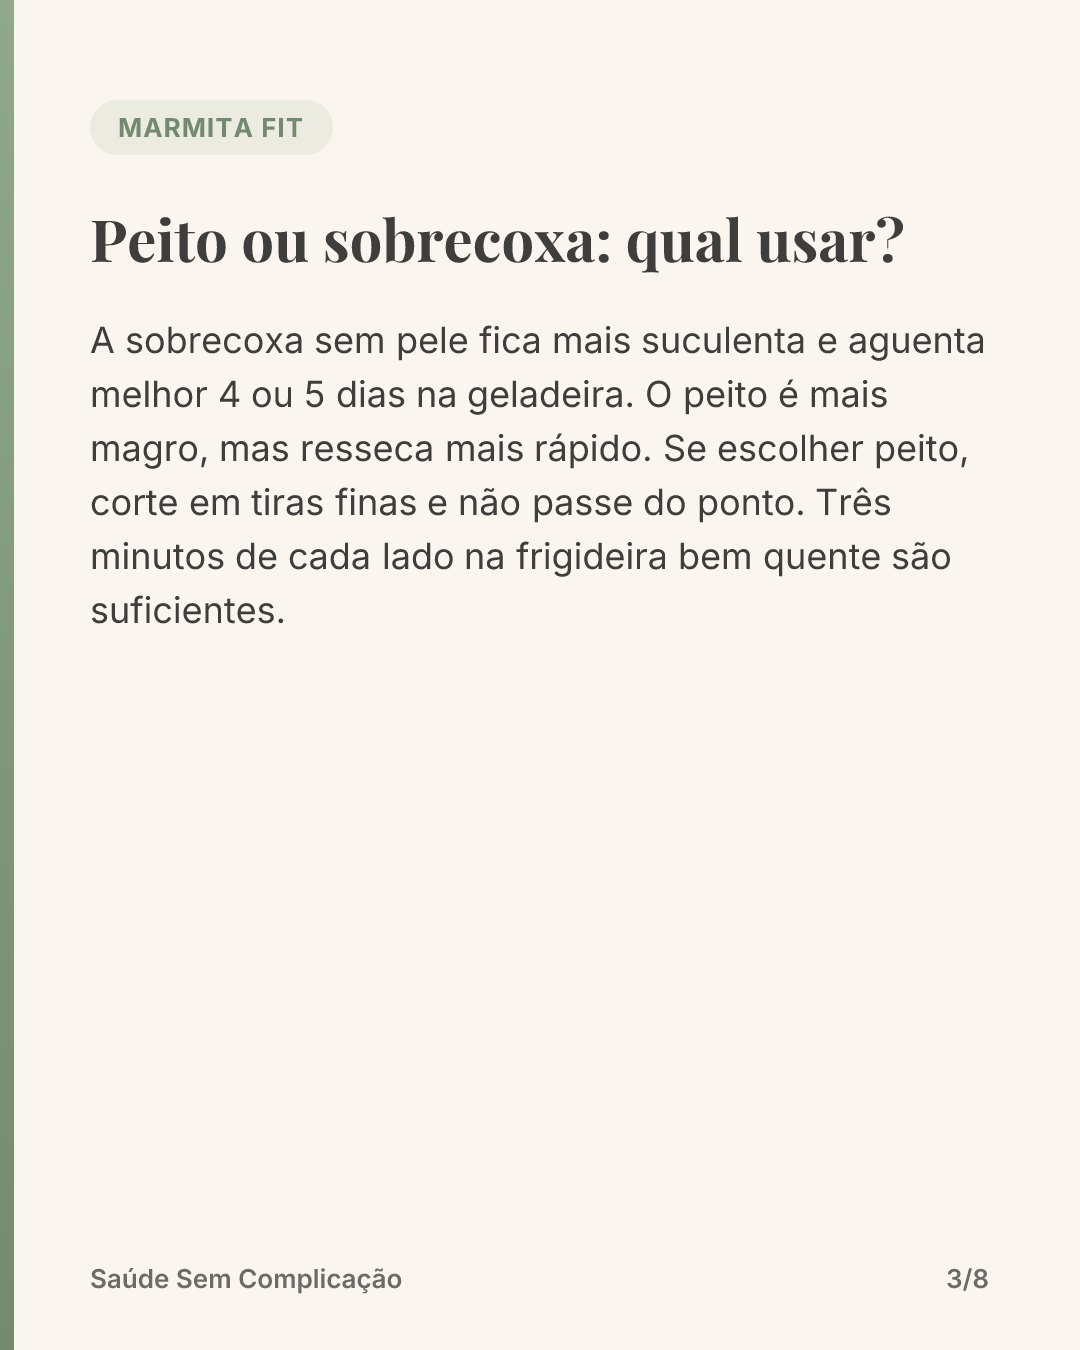 MARMITA FIT
Peito ou sobrecoxa: qual usar?
A sobrecoxa sem pele fica mais suculenta e aguenta
melhor 4 ou 5 dias na geladeira. O peito é mais
magro, mas resseca mais rápido. Se escolher peito,
corte em tiras finas e não passe do ponto. Três
minutos de cada lado na frigideira bem quente são
suficientes.
Saúde Sem Complicação
3/8